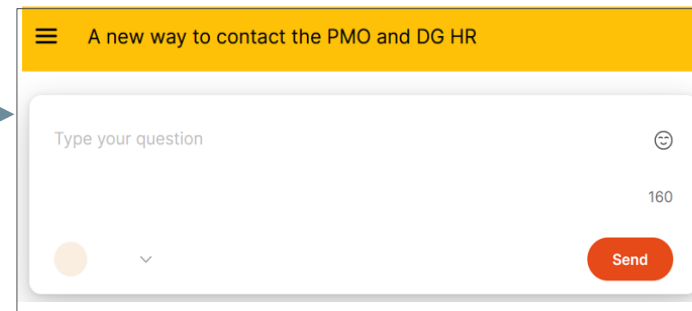 A new way to contact the PMO and DG HR
Type your question
160
Send